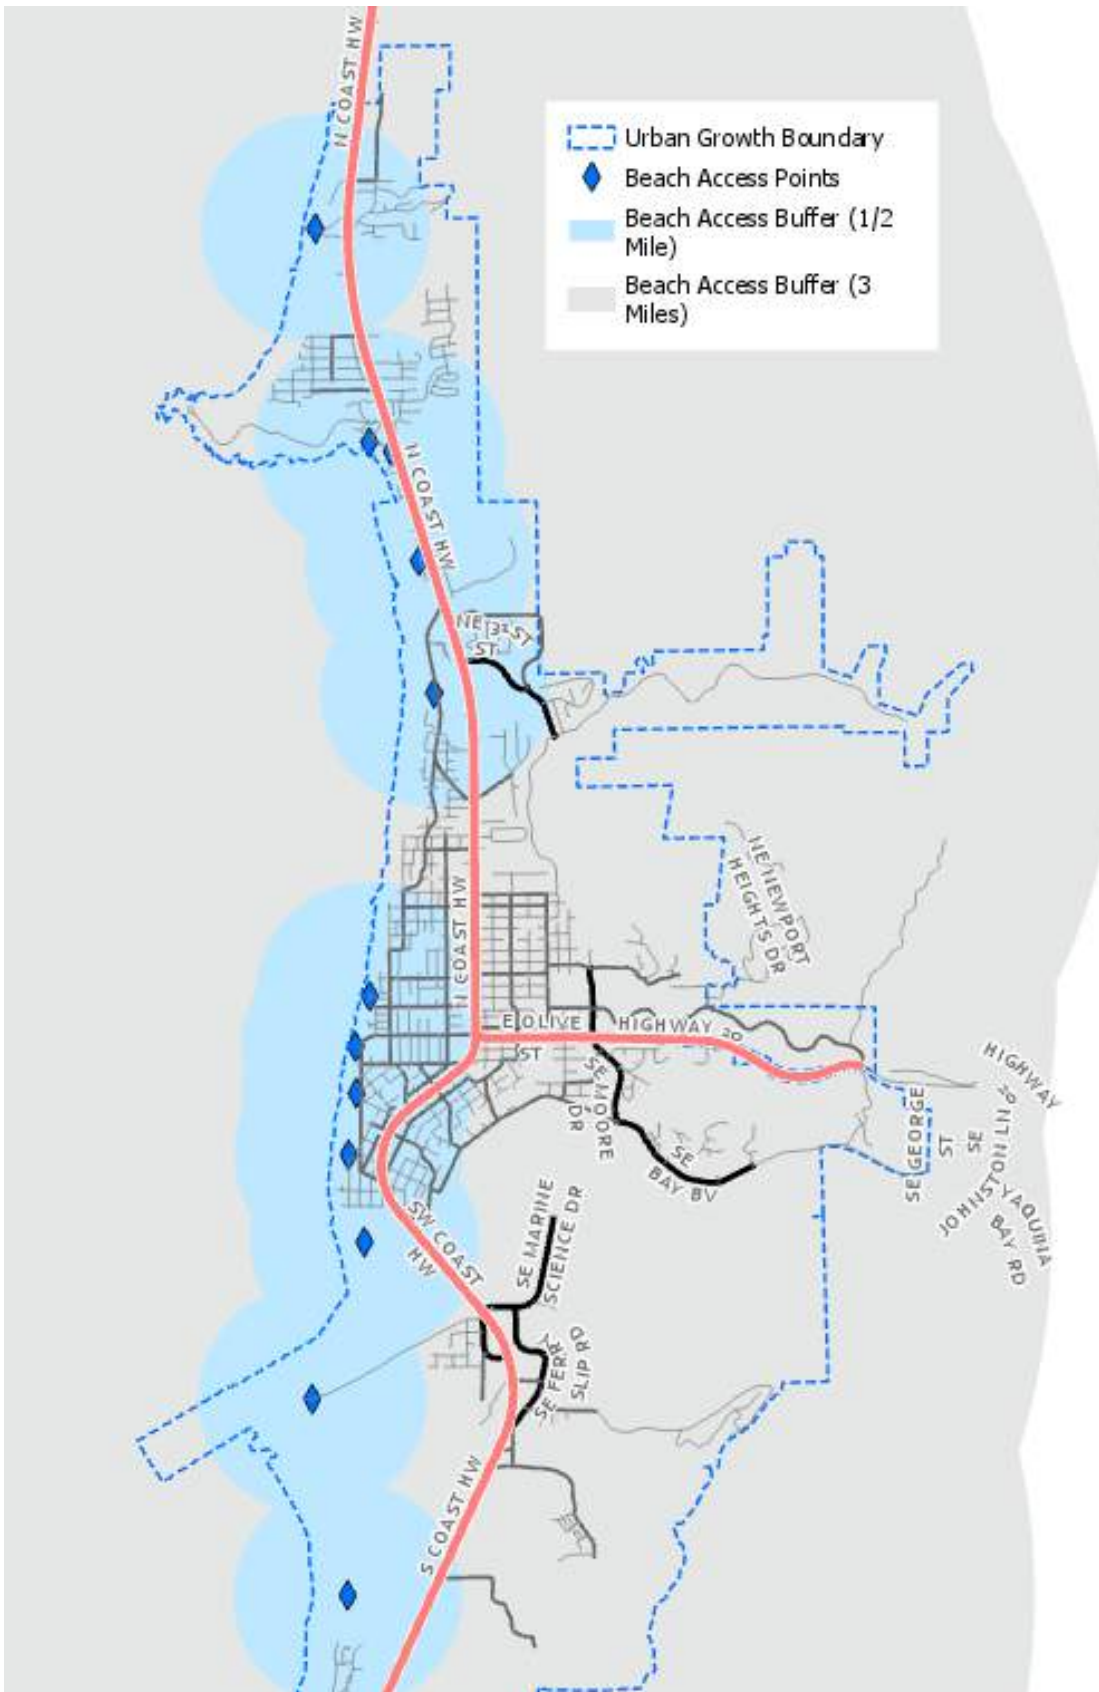 N COAST HW
Urban Growth Boundary
Beach Access Points
Beach Access Buffer (1/2
Mile)
Beach Access Buffer (3
Miles)
N COAST HW
NE 31st ST
ST
NE NEWPORT
HEIGHTS DR
N COAST HW
E OLIVE
ST
HIGHWAY 20
HIGHWAY 20
SE MOORE
DR
SE GEORGE
ST
SE
JOHNSTON LN
YAQUINA
BAY RD
SE
BAY BV
SW COAST
HW
SE MARINE
SCIENCE DR
SE FERRY
SLIP RD
S COAST HW